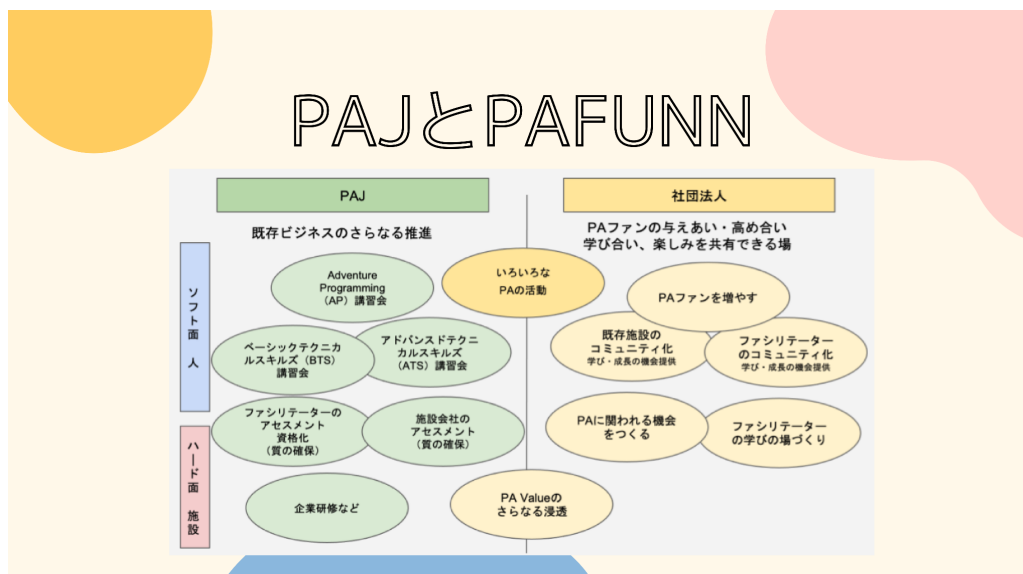 PAJとPAFUNN
PAJ
社団法人
既存ビジネスのさらなる推進
PAファンの与えあい・高め合い
学び合い、楽しみを共有できる場
ソフト面 人
ハード面 施設
Adventure
Programming
（AP）講習会
いろいろな
PAの活動
PAファンを増やす
ベーシックテクニカ
ルスキルズ（BTS）
講習会
アドバンスドテクニ
カルスキルズ
（ATS）講習会
既存施設の
コミュニティ化
学び・成長の機会提供
ファシリテーター
のコミュニティ化
学び・成長の機会提供
ファシリテーターの
アセスメント
資格化
（質の確保）
施設会社の
アセスメント
（質の確保）
PAに関われる機会
をつくる
ファシリテーター
の学びの場づくり
企業研修など
PA Valueの
さらなる浸透